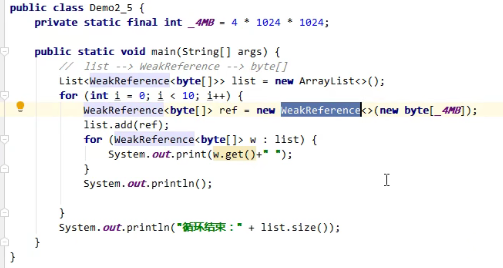 public class Demo2_5 {
    private static final int _4MB = 4 * 1024 * 1024;
    public static void main(String[] args) {
        //  list --> WeakReference --> byte[]
        List<WeakReference<byte[]>> list = new ArrayList<>();
        for (int i = 0; i < 10; i++) {
            WeakReference<byte[]> ref = new WeakReference<>(new byte[_4MB]);
            list.add(ref);
            for (WeakReference<byte[]> w : list) {
                System.out.print(w.get()+" ");
            }
            System.out.println();
        }
        System.out.println("循环结束：" + list.size());
    }
}